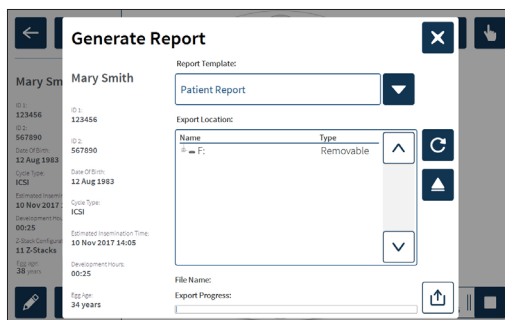 Generate Report
Report Template:
Mary Smith
Patient Report
ID 1:
123456
Export Location:
Name Type
F: Removable
ID 2:
567890
Date Of Birth:
12 Aug 1983
Cycle Type:
ICSI
Estimated Insemination Time:
10 Nov 2017 14:05
Development Hours:
00:25
File Name:
Egg Age:
34 years
Export Progress:
Mary Sm
ID 1:
123456
ID 2:
567890
Date Of Birth:
12 Aug 1983
Cycle Type:
ICSI
Estimated Insemin
10 Nov 2017 :
Development Hou
00:25
Z-Stack Configurat
11 Z-Stacks
Egg Age:
38 years